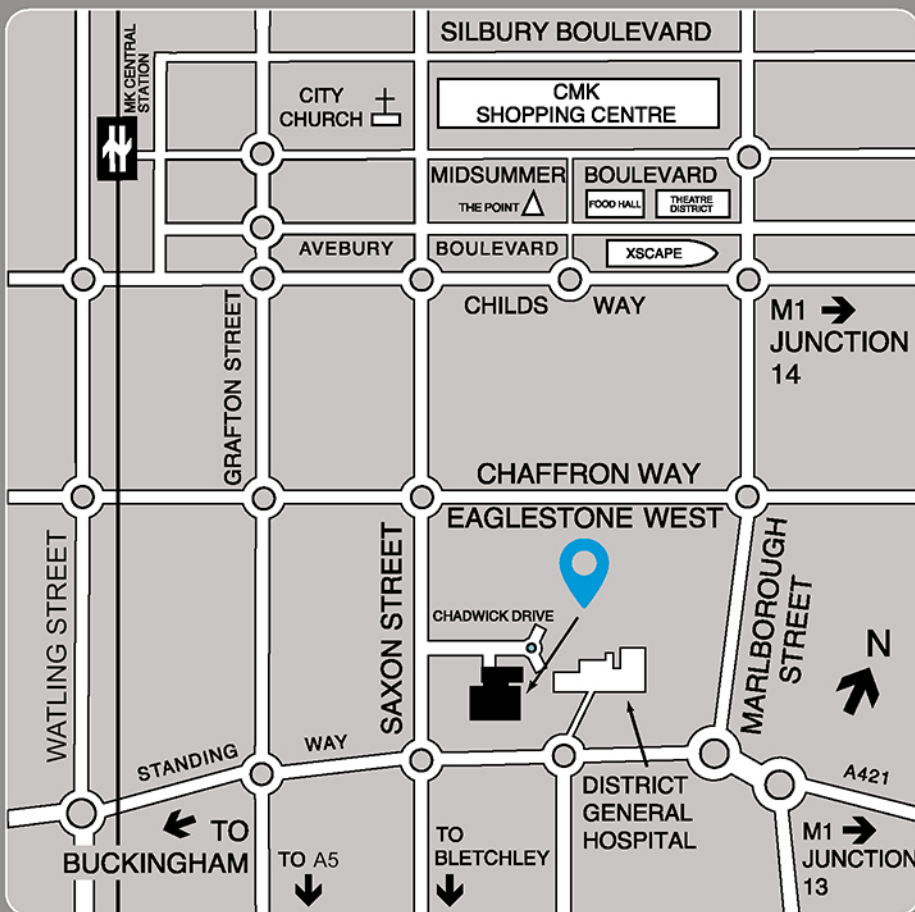 SILBURY BOULEVARD
MK CENTRAL
STATION
CITY
CHURCH
CMK
SHOPPING CENTRE
MIDSUMMER BOULEVARD
THE POINT
FOOD HALL
THEATRE
DISTRICT
AVEBURY BOULEVARD
XSCAPE
CHILDS WAY
M1
JUNCTION
14
GRAFTON STREET
CHAFFRON WAY
EAGLESTONE WEST
WATLING STREET
SAXON STREET
CHADWICK DRIVE
MARLBOROUGH
STREET
N
STANDING WAY
DISTRICT
GENERAL
HOSPITAL
A421
TO
BUCKINGHAM
TO A5
TO
BLETCHLEY
M1
JUNCTION
13